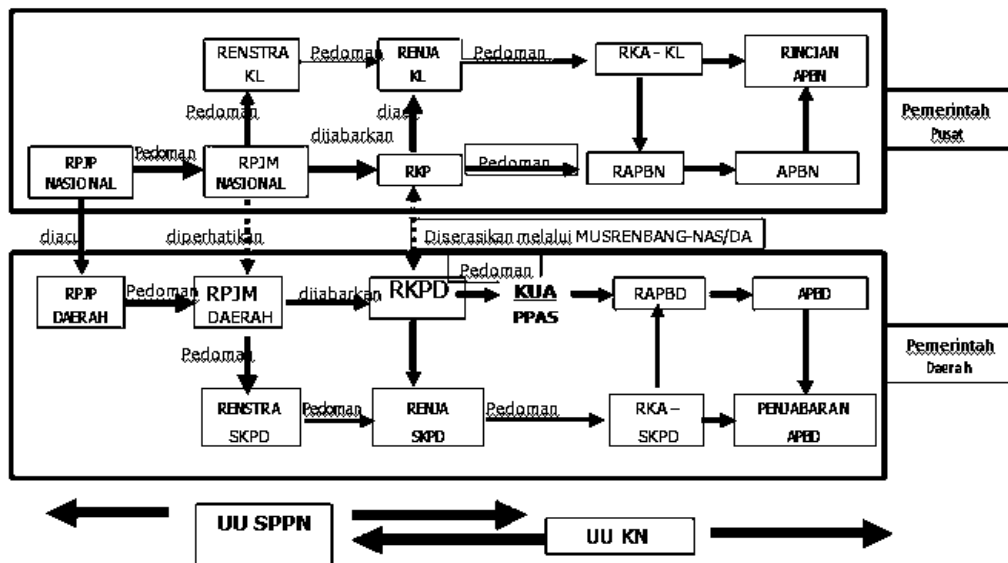 RENSTRA
KL
Pedoman
RENJA
KL
Pedoman
RKA - KL
RINCIAN
APBN
Pemerintah
Pusat
Pedoman
dijabarkan
diacu
RPJP
NASIONAL
Pedoman
RPJM
NASIONAL
RKP
Pedoman
RAPBN
APBN
diacu
diperhatikan
Diserasikan melalui MUSRENBANG-NAS/DA
RPJP
DAERAH
Pedoman
RPJM
DAERAH
dijabarkan
RKPD
Pedoman
KUA
PPAS
RAPBD
APBD
Pemerintah
Daerah
Pedoman
RENSTRA
SKPD
Pedoman
RENJA
SKPD
Pedoman
RKA –
SKPD
PENJABARAN
APBD
UU SPPN
UU KN